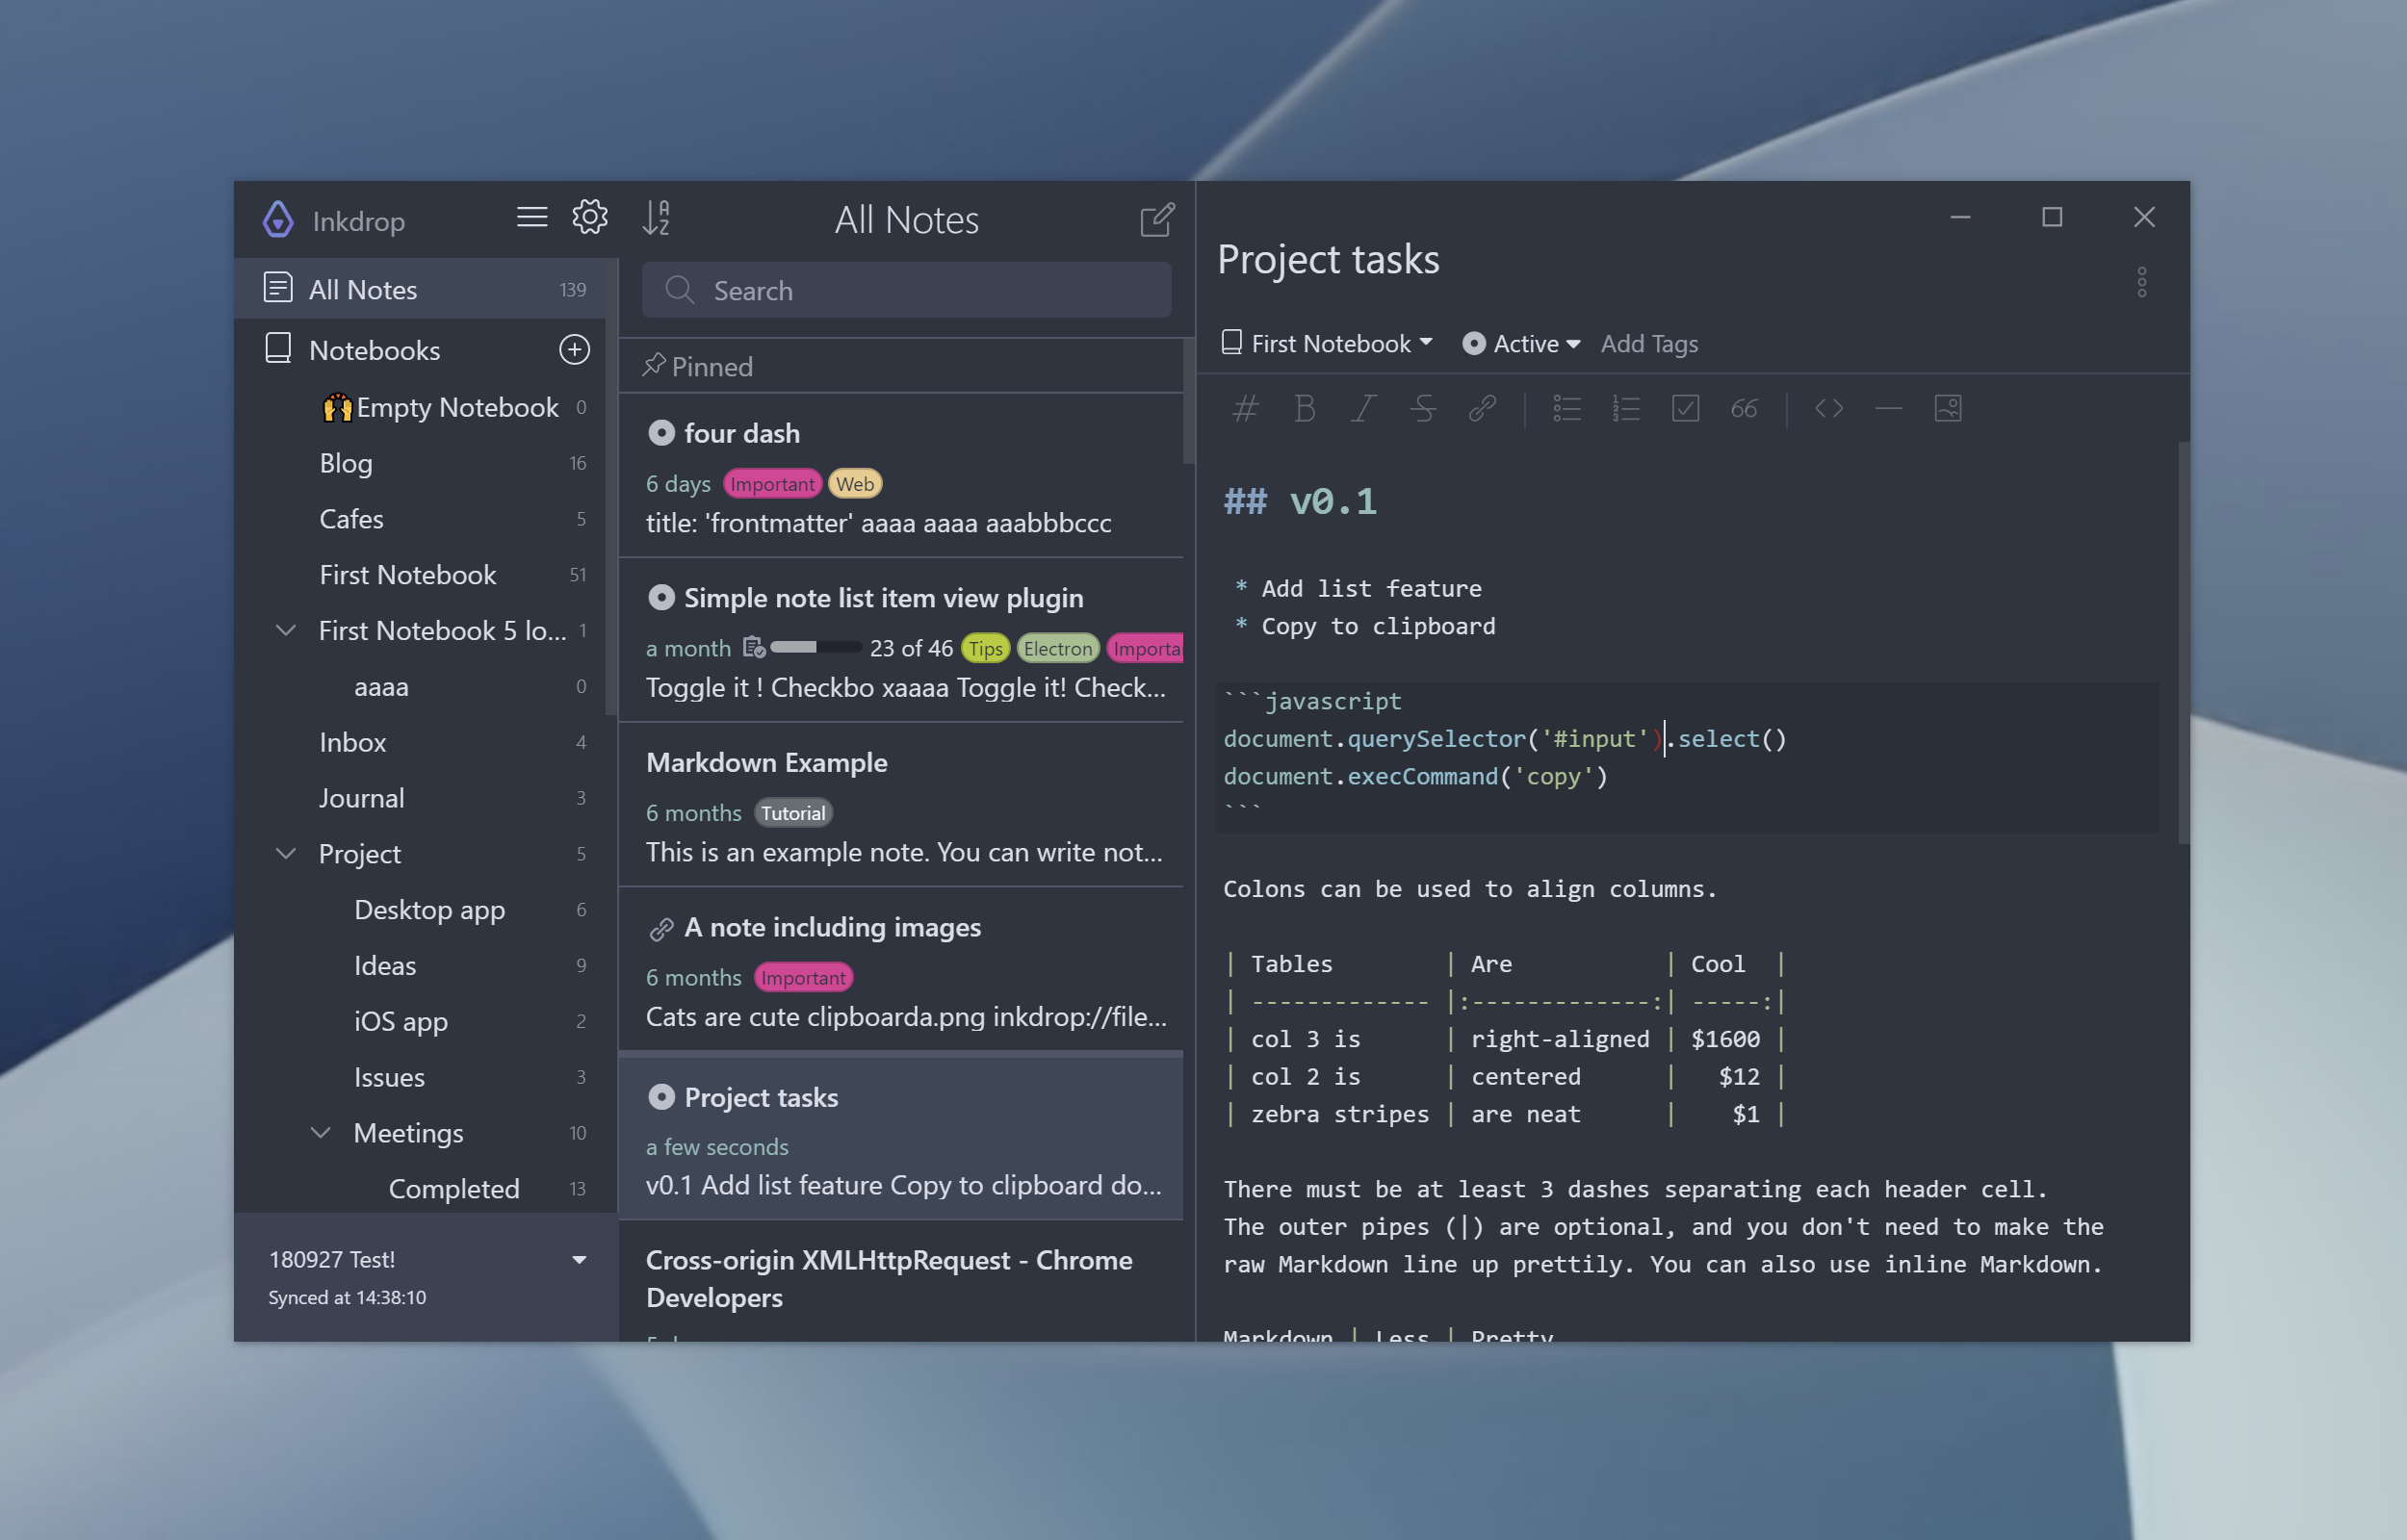 Inkdrop
All Notes 139
Notebooks
Empty Notebook 0
Blog 16
Cafes 5
First Notebook 51
First Notebook 5 lo... 1
aaaa 0
Inbox 4
Journal 3
Project 5
Desktop app 6
Ideas 9
iOS app 2
Issues 3
Meetings 10
Completed 13
180927 Test!
Synced at 14:38:10
All Notes
Search
Pinned
four dash
6 days Important Web
title: 'frontmatter' aaaa aaaa aaabbbccc
Simple note list item view plugin
a month 23 of 46 Tips Electron Importa
Toggle it ! Checkbo xaaaa Toggle it! Check...
Markdown Example
6 months Tutorial
This is an example note. You can write not...
A note including images
6 months Important
Cats are cute clipboarda.png inkdrop://file...
Project tasks
a few seconds
v0.1 Add list feature Copy to clipboard do...
Cross-origin XMLHttpRequest - Chrome
Developers
Project tasks
First Notebook Active Add Tags
## v0.1
* Add list feature
* Copy to clipboard
```javascript
document.querySelector('#input').select()
document.execCommand('copy')
```
Colons can be used to align columns.
| Tables        | Are           | Cool  |
| ------------- |:-------------:| -----:|
| col 3 is      | right-aligned | $1600 |
| col 2 is      | centered      |   $12 |
| zebra stripes | are neat      |    $1 |
There must be at least 3 dashes separating each header cell.
The outer pipes (|) are optional, and you don't need to make the
raw Markdown line up prettily. You can also use inline Markdown.
Markdown | Less | Pretty